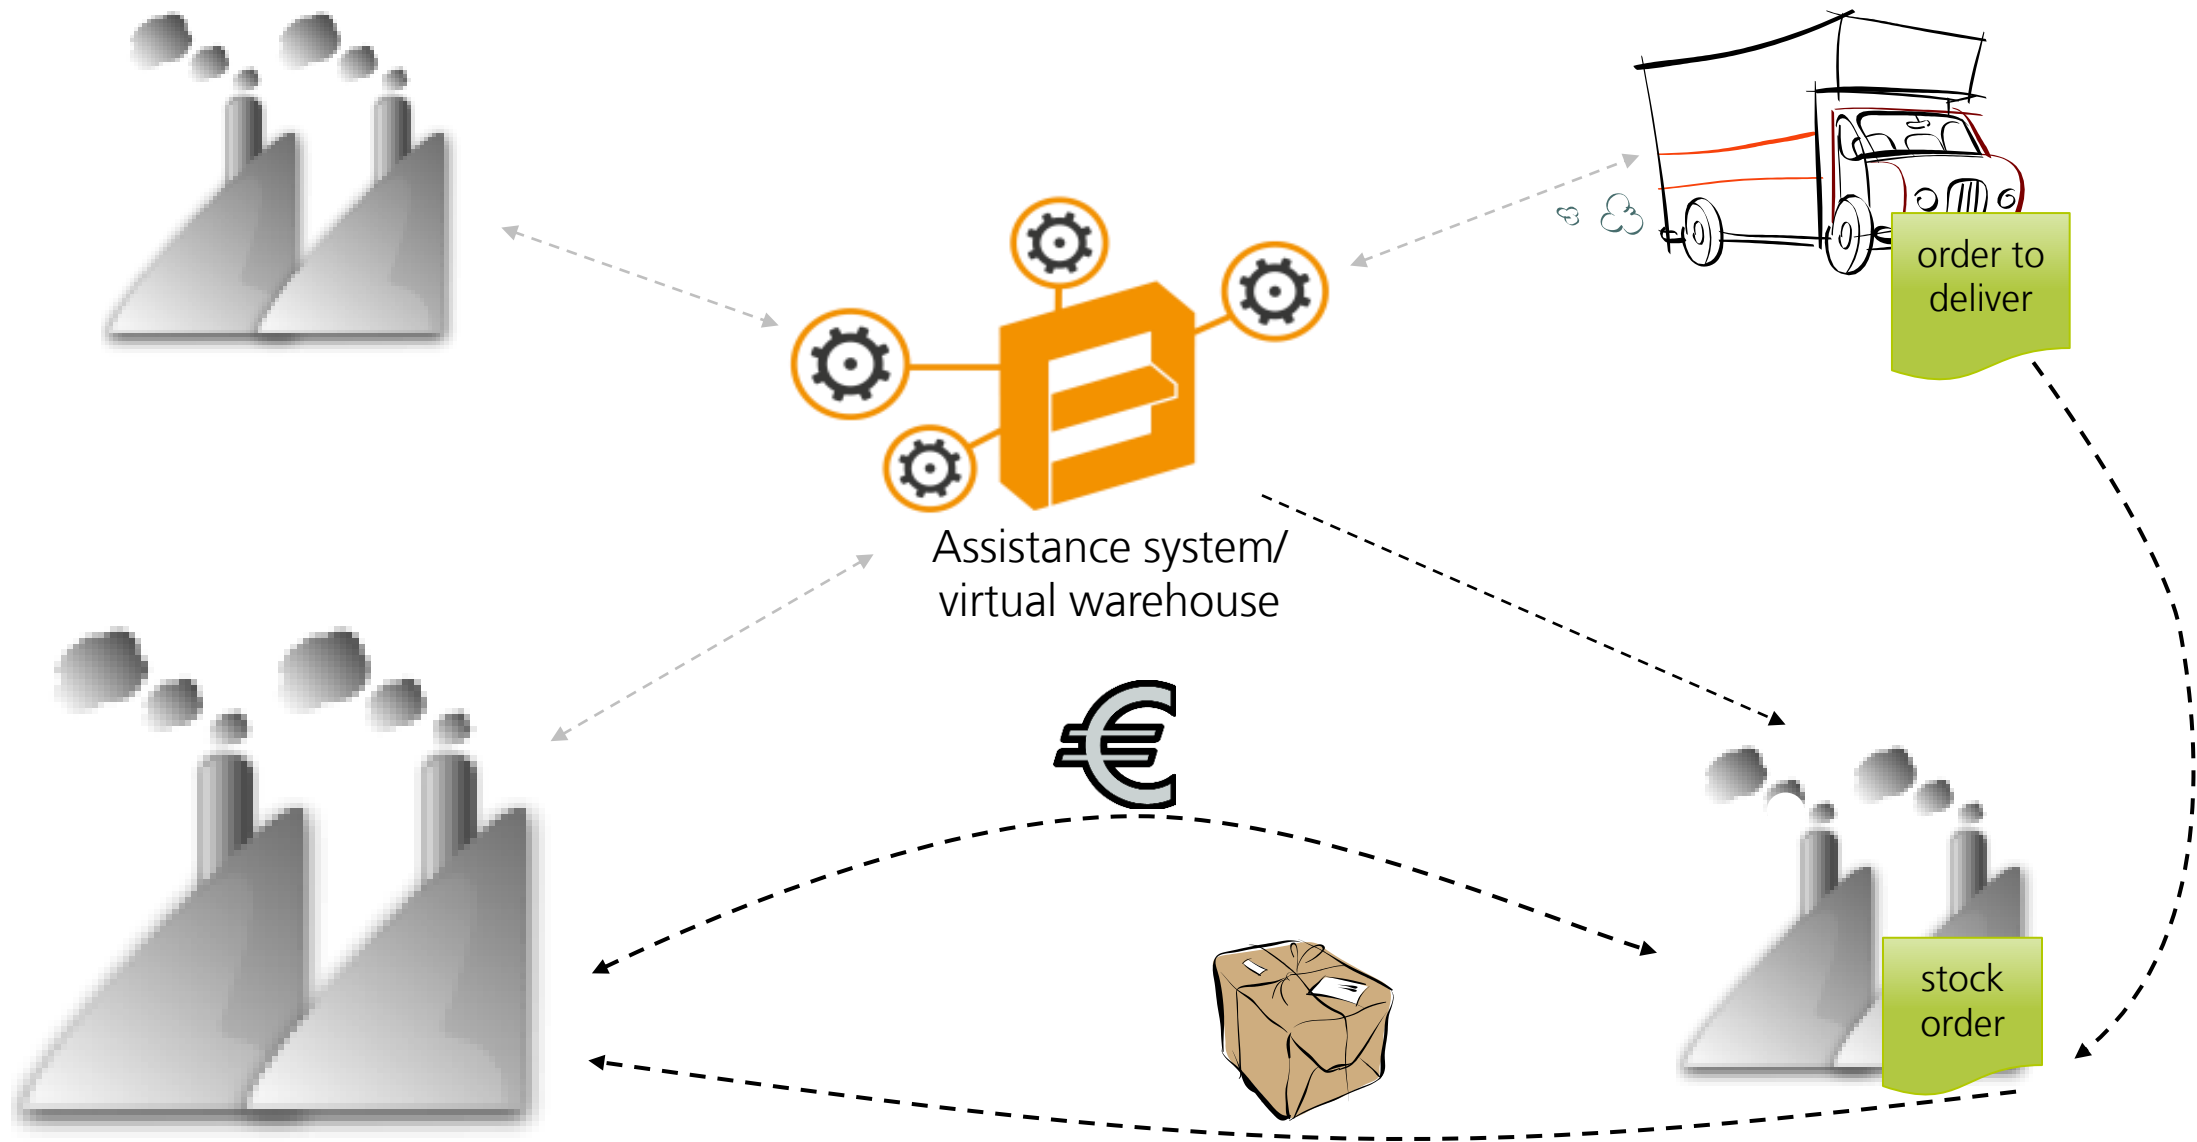 order to
deliver
Assistance system/
virtual warehouse
€
stock
order